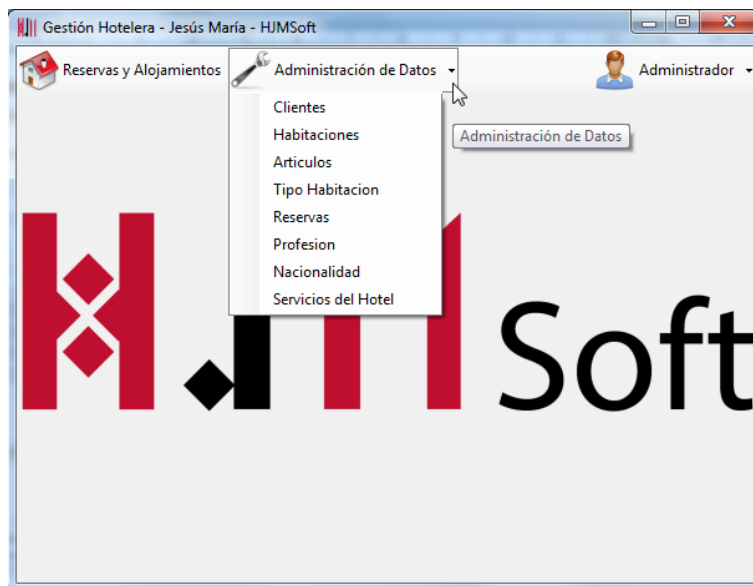 Gestión Hotelera - Jesús María - HJMSoft
Reservas y Alojamientos
Administración de Datos
Administrador
Clientes
Habitaciones
Administración de Datos
Articulos
Tipo Habitacion
Reservas
Profesion
Nacionalidad
Servicios del Hotel
HJM Soft